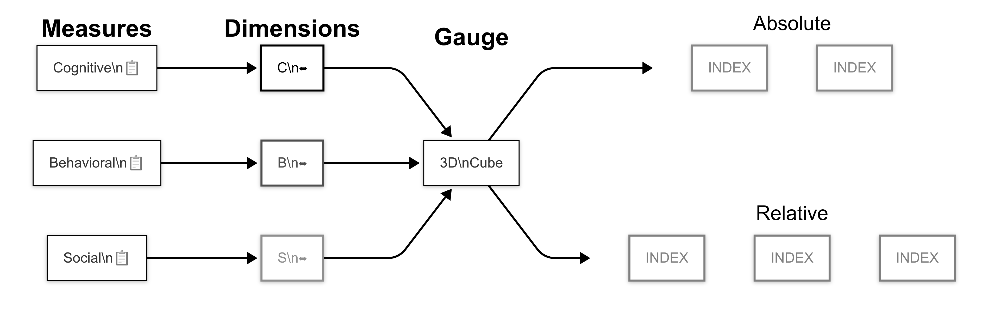 Measures
Dimensions
Gauge
Absolute
Cognitive\n📋
C\n⬌
INDEX
INDEX
Behavioral\n📋
B\n⬌
3D\nCube
Relative
Social\n📋
S\n⬌
INDEX
INDEX
INDEX